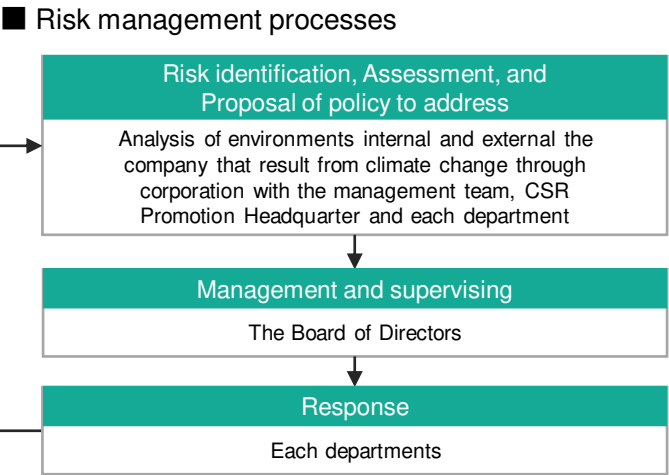 ■ Risk management processes
Risk identification, Assessment, and
Proposal of policy to address
Analysis of environments internal and external the
company that result from climate change through
corporation with the management team, CSR
Promotion Headquarter and each department
Management and supervising
The Board of Directors
Response
Each departments